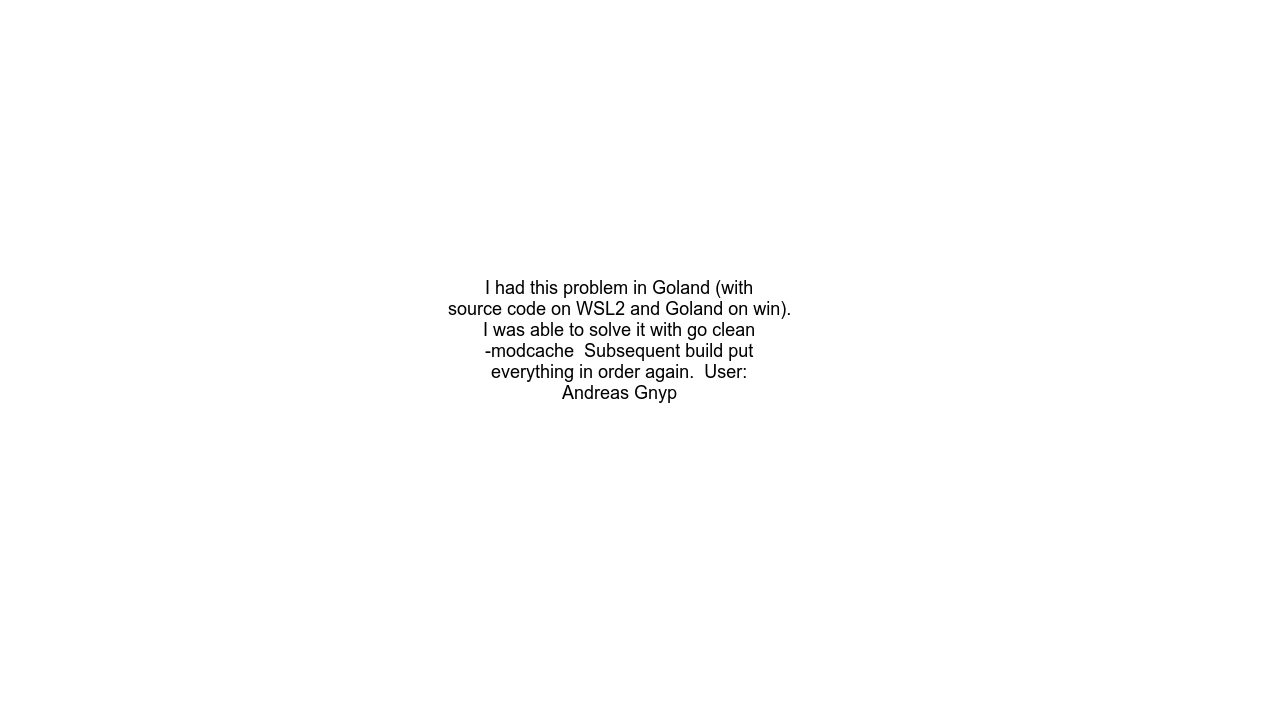 I had this problem in Goland (with
source code on WSL2 and Goland on win).
I was able to solve it with go clean
-modcache  Subsequent build put
everything in order again.  User:
Andreas Gnyp